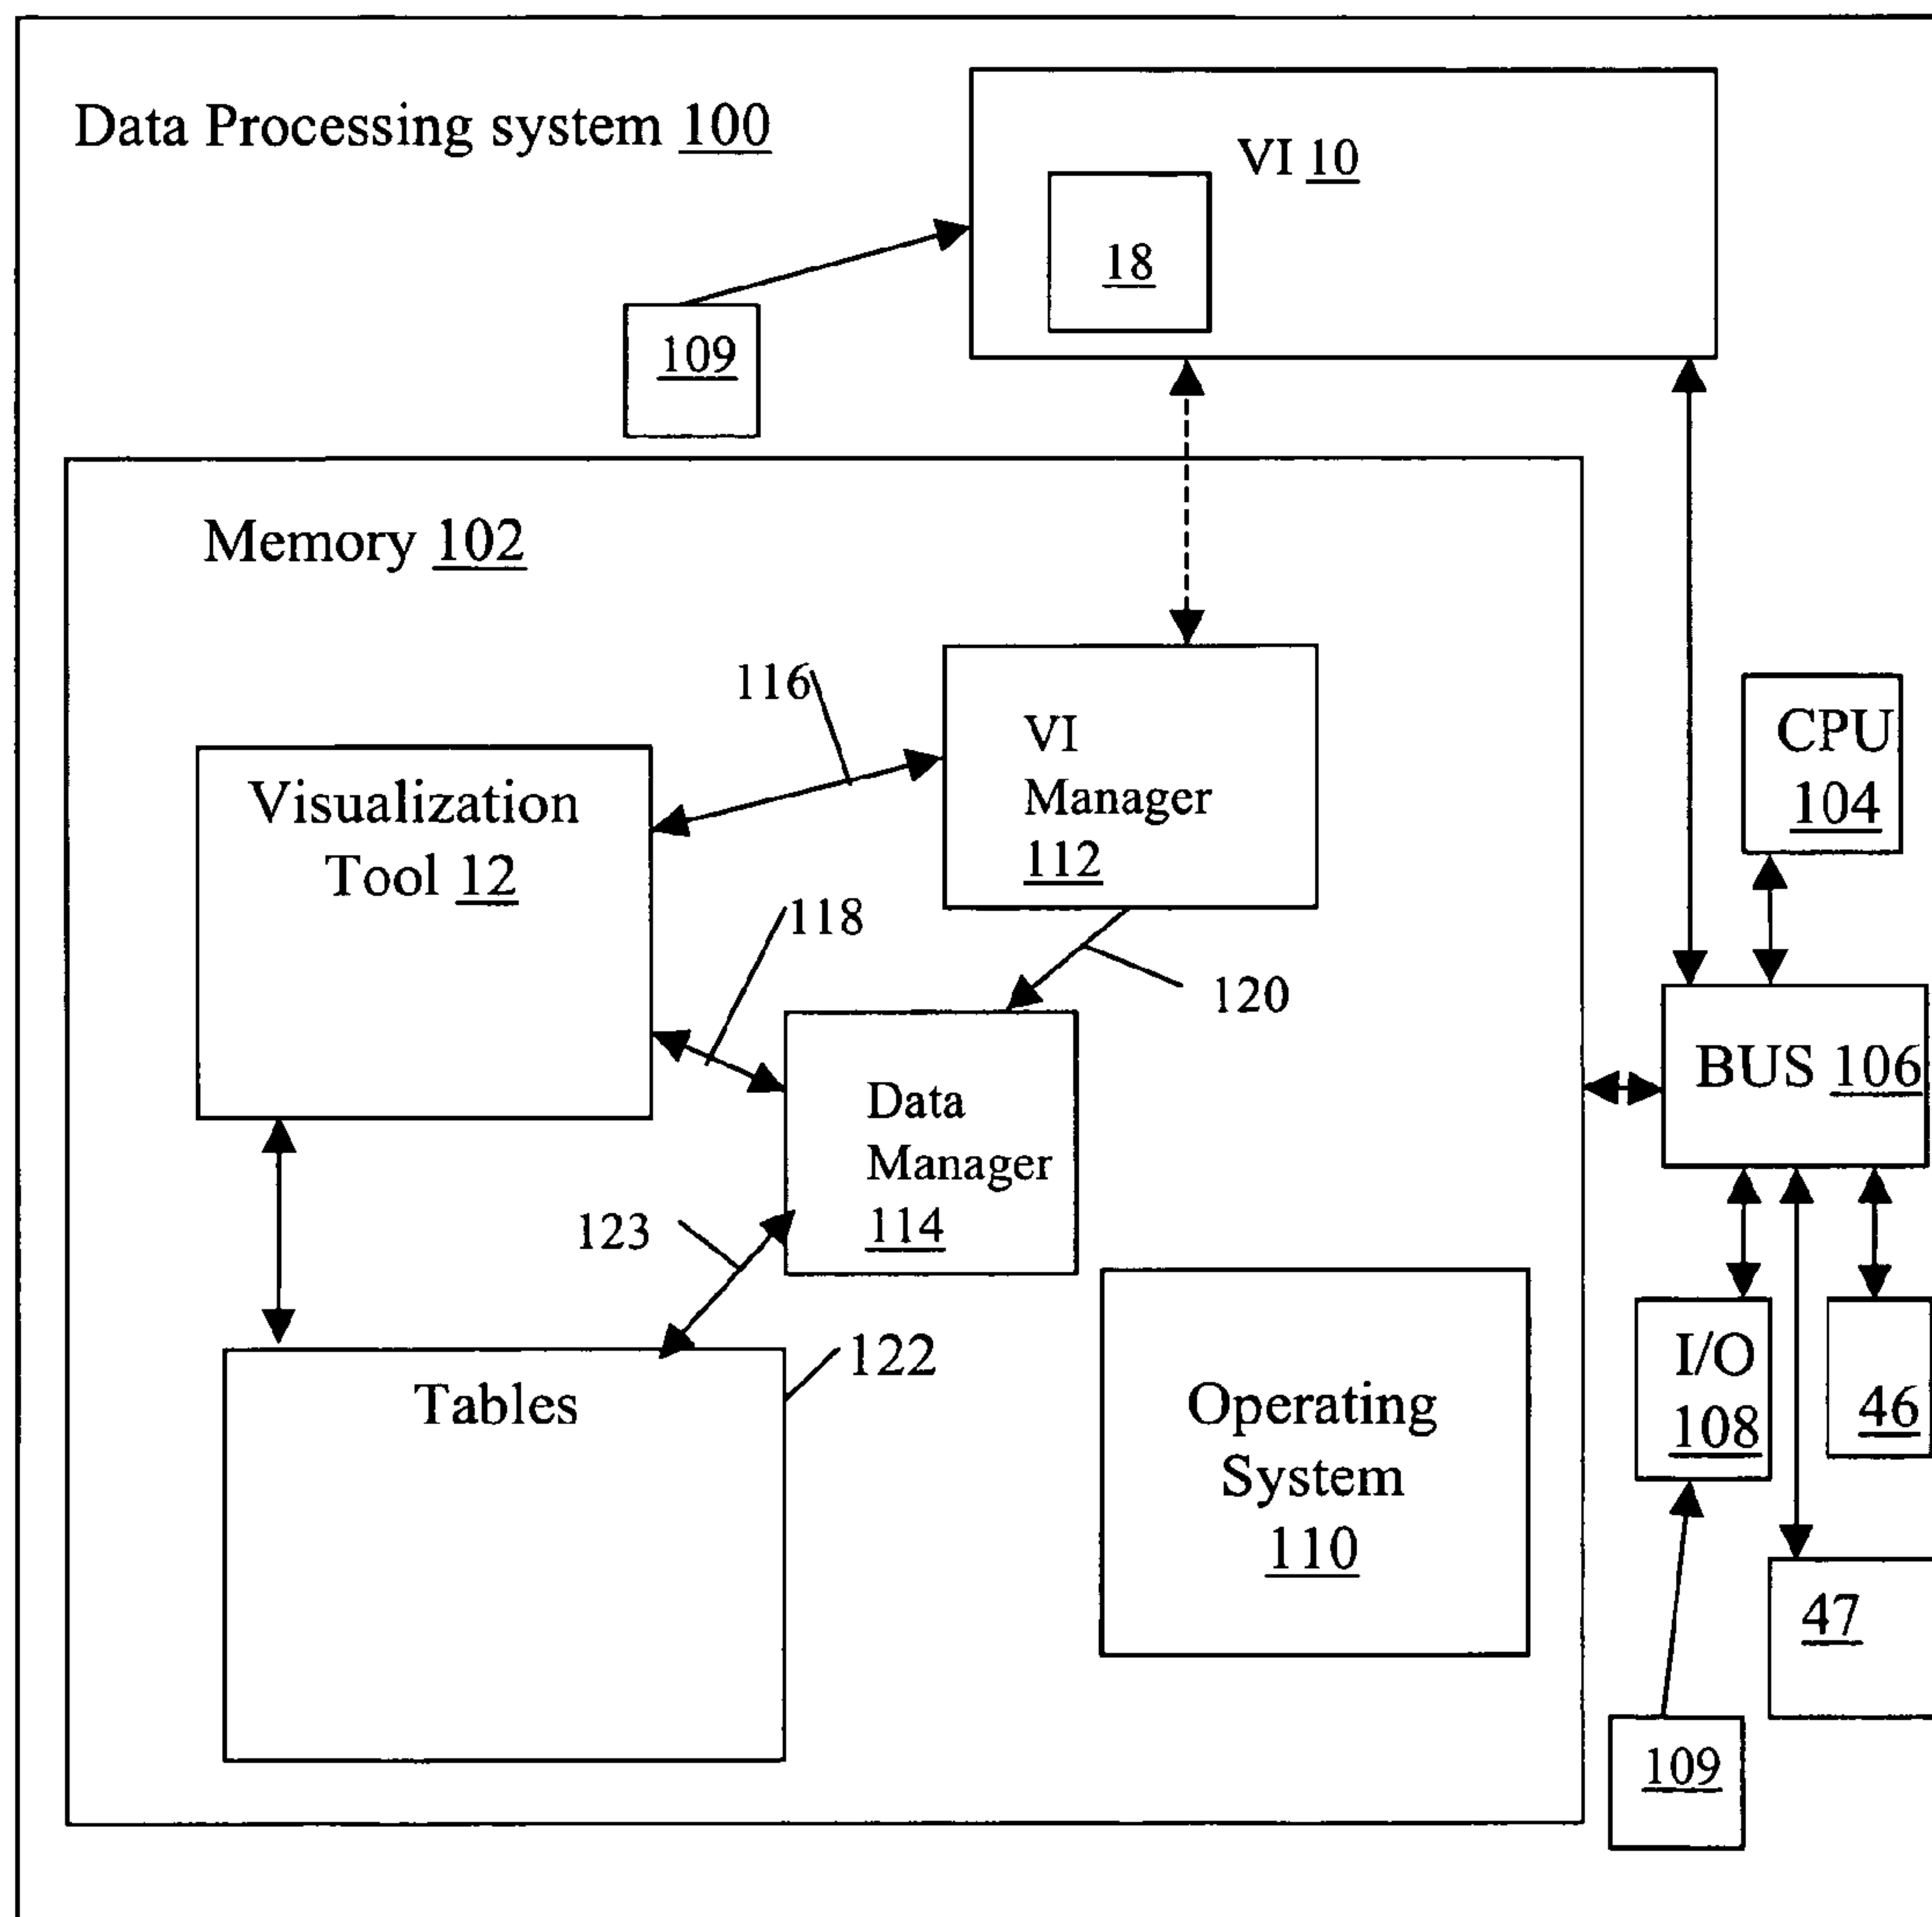 Data Processing system 100
VI 10
18
109
Memory 102
116
VI
Manager
112
CPU
104
Visualization
Tool 12
118
120
BUS 106
Data
Manager
114
123
122
Tables
Operating
System
110
I/O
108
46
47
109